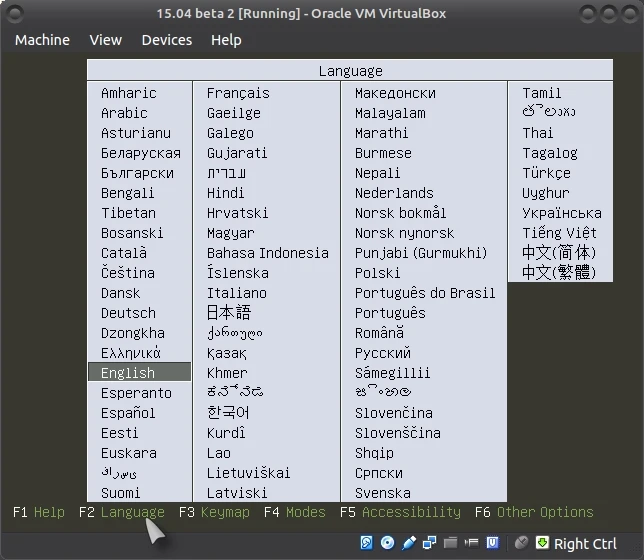 15.04 beta 2 [Running] - Oracle VM VirtualBox
Machine View Devices Help
Language
Amharic
Arabic
Asturianu
Беларуская
Български
Bengali
Tibetan
Bosanski
Català
Čeština
Dansk
Deutsch
Dzongkha
Ελληνικά
English
Esperanto
Español
Eesti
Euskara
Suomi
Français
Gaeilge
Galego
Gujarati
עברית
Hindi
Hrvatski
Magyar
Bahasa Indonesia
Íslenska
Italiano
日本語
ქართული
Қазақ
Khmer
ಕನ್ನಡ
한국어
Kurdî
Lao
Lietuviškai
Latviski
Македонски
Malayalam
Marathi
Burmese
Nepali
Nederlands
Norsk bokmål
Norsk nynorsk
Punjabi (Gurmukhi)
Polski
Português do Brasil
Português
Română
Русский
Sámegillii
සිංහල
Slovenčina
Slovenščina
Shqip
Српски
Svenska
Tamil
తెలుగు
Thai
Tagalog
Türkçe
Uyghur
Українська
Tiếng Việt
中文(简体)
中文(繁體)
F1 Help F2 Language F3 Keymap F4 Modes F5 Accessibility F6 Other Options
Right Ctrl